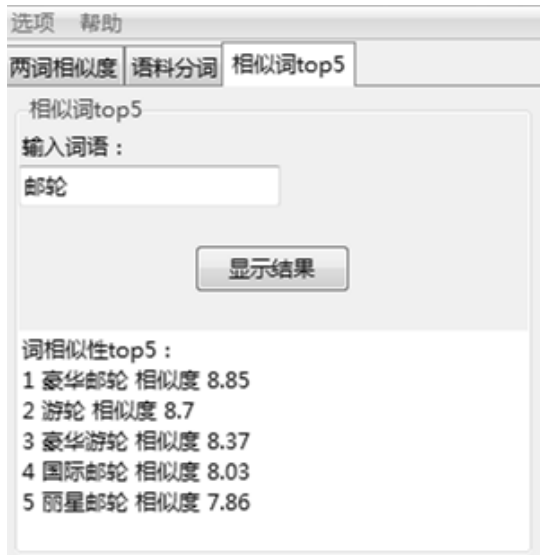 选项 帮助
两词相似度 语料分词 相似词top5
相似词top5
输入词语：
邮轮
显示结果
词相似性top5：
1 豪华邮轮 相似度 8.85
2 游轮 相似度 8.7
3 豪华游轮 相似度 8.37
4 国际邮轮 相似度 8.03
5 丽星邮轮 相似度 7.86